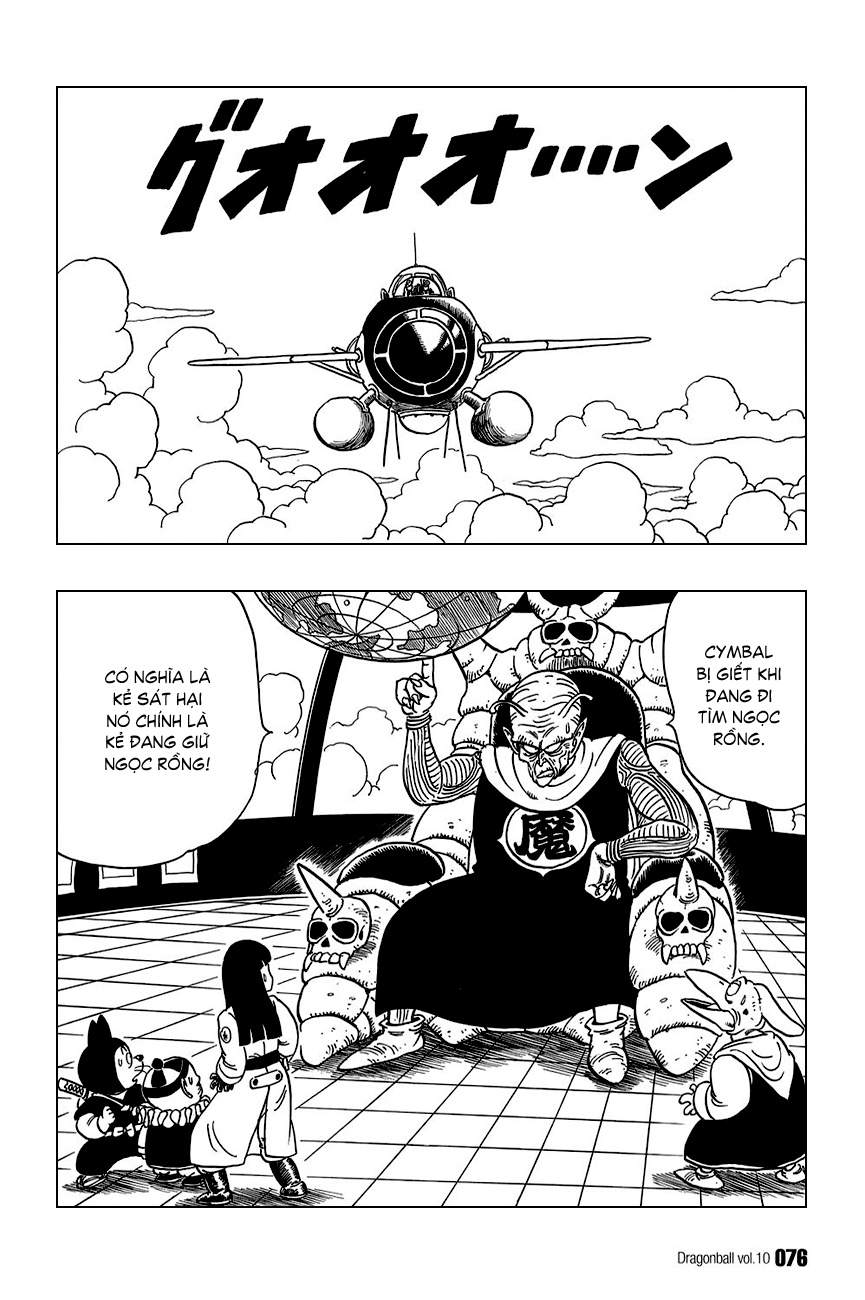 グオオオ・・・・ン
CYMBAL
BỊ GIẾT KHI
ĐANG ĐI
TÌM NGỌC
RỒNG.
CÓ NGHĨA LÀ
KẺ SÁT HẠI
NÓ CHÍNH LÀ
KẺ ĐANG GIỮ
NGỌC RỒNG!
魔
Dragonball vol.10 076